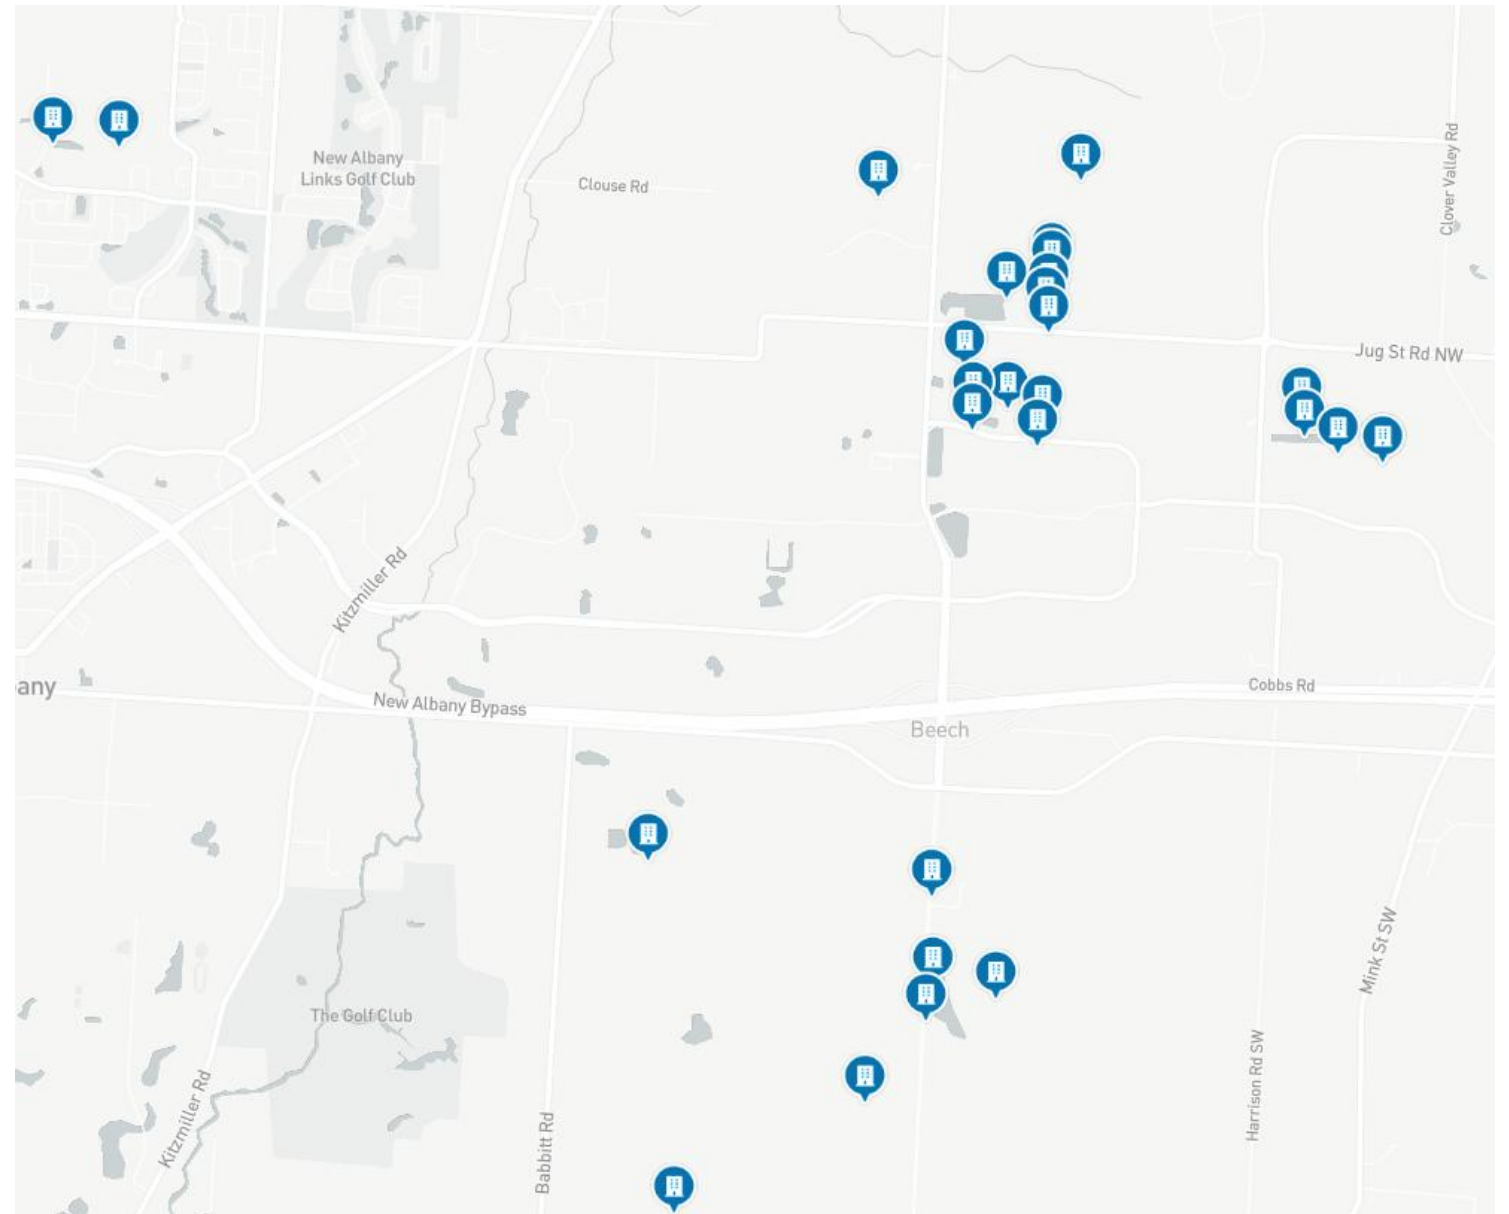 New Albany
Links Golf Club
Clouse Rd
Clover Valley Rd
Jug St Rd NW
Kitzmiller Rd
any
New Albany Bypass
Cobbs Rd
Beech
The Golf Club
Mink St SW
Harrison Rd SW
Kitzmiller Rd
Babbitt Rd